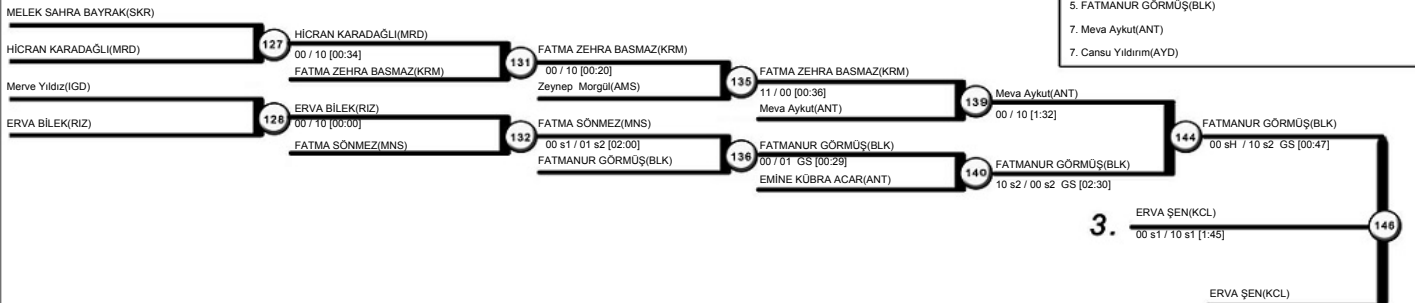 5. FATMANUR GÖRMÜŞ(BLK)
7. Meva Aykut(ANT)
7. Cansu Yıldırım(AYD)
MELEK SAHRA BAYRAK(SKR)
HİCRAN KARADAĞLI(MRD)
127
Merve Yıldız(IGD)
ERVA BİLEK(RIZ)
128
HİCRAN KARADAĞLI(MRD)
00 / 10 [00:34]
FATMA ZEHRA BASMAZ(KRM)
131
ERVA BİLEK(RIZ)
00 / 10 [00:00]
FATMA SÖNMEZ(MNS)
132
FATMA ZEHRA BASMAZ(KRM)
00 / 10 [00:20]
Zeynep Morgül(AMS)
135
FATMA SÖNMEZ(MNS)
00 s1 / 01 s2 [02:00]
FATMANUR GÖRMÜŞ(BLK)
136
FATMA ZEHRA BASMAZ(KRM)
11 / 00 [00:36]
Meva Aykut(ANT)
139
FATMANUR GÖRMÜŞ(BLK)
00 / 01 GS [00:29]
EMİNE KÜBRA ACAR(ANT)
140
Meva Aykut(ANT)
00 / 10 [1:32]
FATMANUR GÖRMÜŞ(BLK)
10 s2 / 00 s2 GS [02:30]
144
FATMANUR GÖRMÜŞ(BLK)
00 sH / 10 s2 GS [00:47]
3.
ERVA ŞEN(KCL)
00 s1 / 10 s1 [1:45]
146
ERVA ŞEN(KCL)